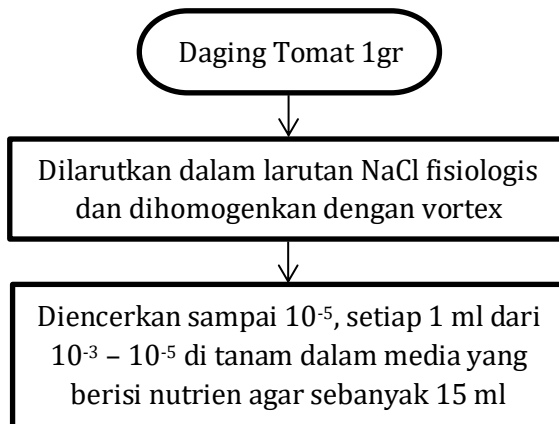 Daging Tomat 1gr
Dilarutkan dalam larutan NaCl fisiologis
dan dihomogenkan dengan vortex
Diencerkan sampai 10⁻⁵, setiap 1 ml dari
10⁻³ – 10⁻⁵ di tanam dalam media yang
berisi nutrien agar sebanyak 15 ml